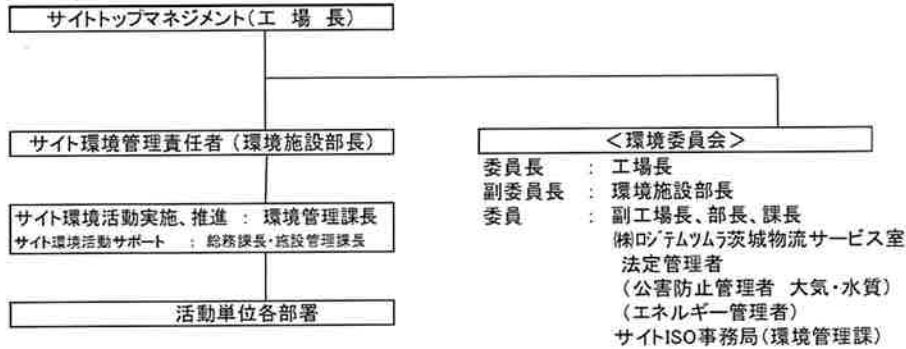 サイトトップマネジメント(工 場 長)
サイト環境管理責任者 (環境施設部長)
サイト環境活動実施、推進 : 環境管理課長
サイト環境活動サポート : 総務課長・施設管理課長
活動単位各部署
<環境委員会>
委員長 : 工場長
副委員長 : 環境施設部長
委員 : 副工場長、部長、課長
㈱ロジテムツムラ茨城物流サービス室
法定管理者
(公害防止管理者 大気・水質)
(エネルギー管理者)
サイトISO事務局(環境管理課)